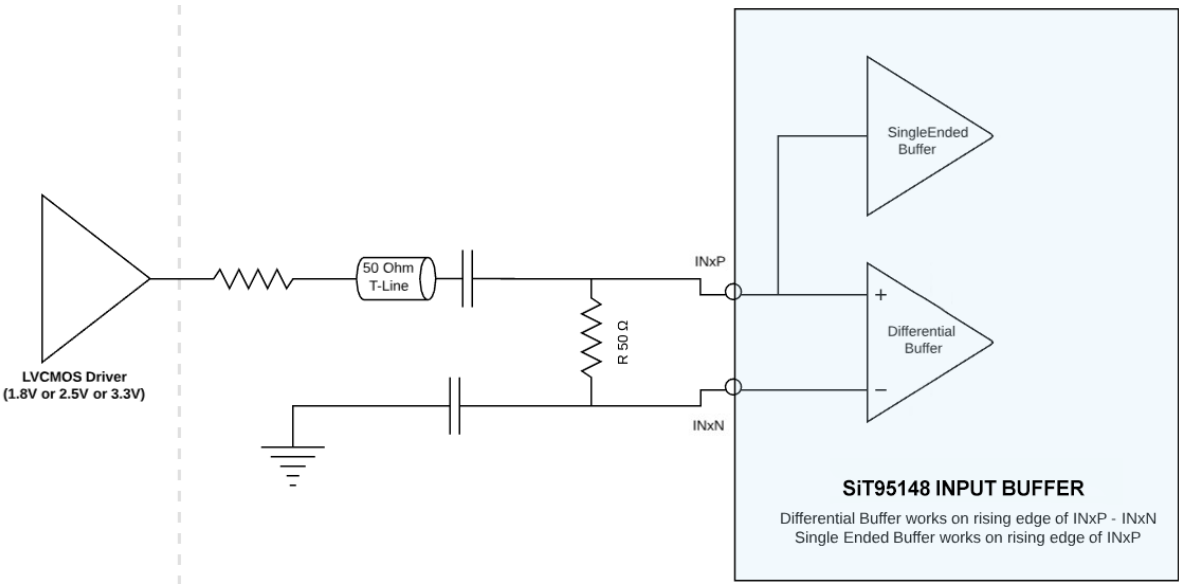 SingleEnded
Buffer
INxP
50 Ohm
T-Line
+
R 50 Ω
Differential
Buffer
LVCMOS Driver
(1.8V or 2.5V or 3.3V)
−
INxN
SiT95148 INPUT BUFFER
Differential Buffer works on rising edge of INxP - INxN
Single Ended Buffer works on rising edge of INxP